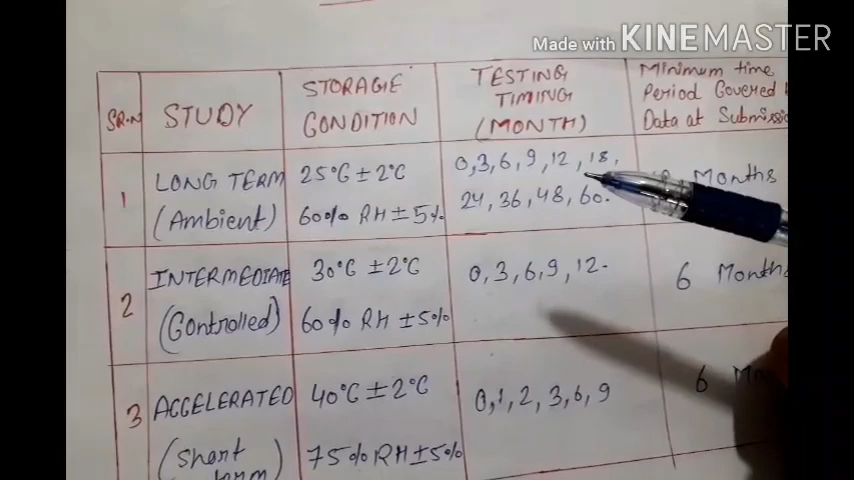 Made with KINEMASTER
SR.N
STUDY
STORAGE
CONDITION
TESTING
TIMING
(MONTH)
Minimum time
Period Covered
Data at
1
LONG TERM
(Ambient)
25°C ± 2°C
60% RH ± 5%
0,3,6,9,12,18,
24,36,48,60.
Months
2
INTERMEDIATE
(Controlled)
30°C ± 2°C
60% RH ± 5%
0,3,6,9,12.
6 Months
3
ACCELERATED
(Short
term)
40°C ± 2°C
75% RH ± 5%
0,1,2,3,6,9
6